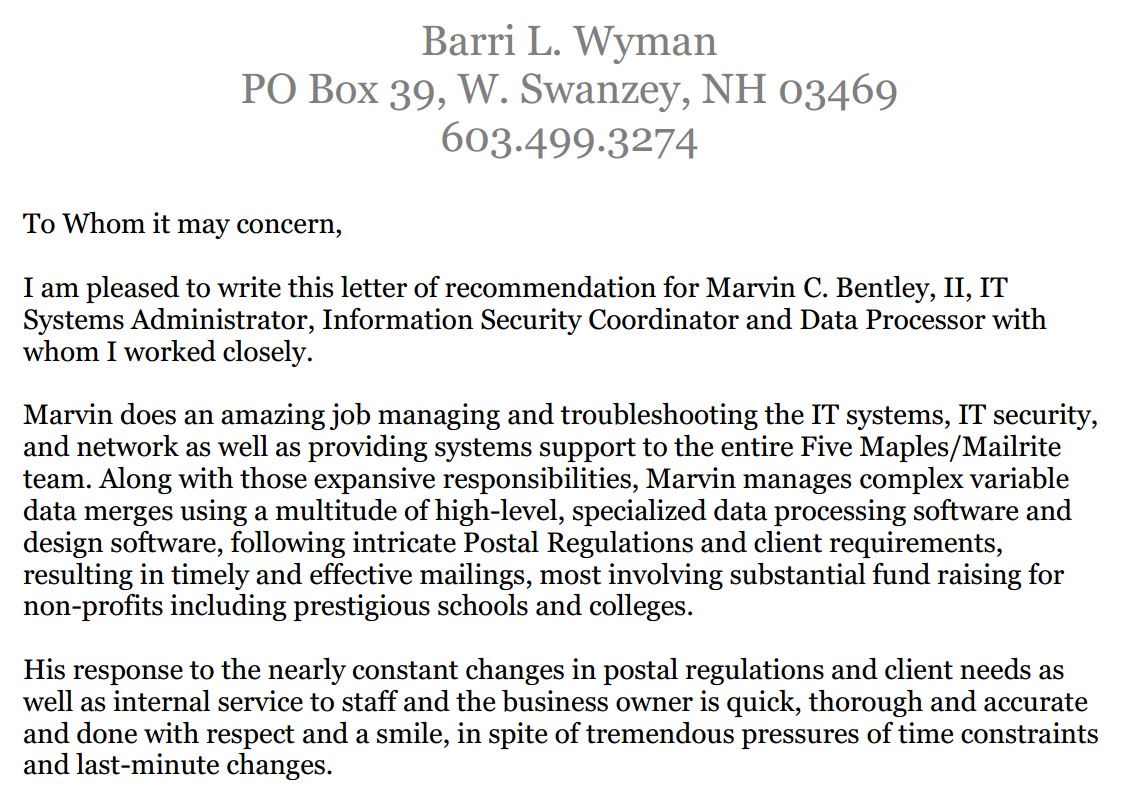 Barri L. Wyman
PO Box 39, W. Swanzey, NH 03469
603.499.3274
To Whom it may concern,
I am pleased to write this letter of recommendation for Marvin C. Bentley, II, IT
Systems Administrator, Information Security Coordinator and Data Processor with
whom I worked closely.
Marvin does an amazing job managing and troubleshooting the IT systems, IT security,
and network as well as providing systems support to the entire Five Maples/Mailrite
team. Along with those expansive responsibilities, Marvin manages complex variable
data merges using a multitude of high-level, specialized data processing software and
design software, following intricate Postal Regulations and client requirements,
resulting in timely and effective mailings, most involving substantial fund raising for
non-profits including prestigious schools and colleges.
His response to the nearly constant changes in postal regulations and client needs as
well as internal service to staff and the business owner is quick, thorough and accurate
and done with respect and a smile, in spite of tremendous pressures of time constraints
and last-minute changes.